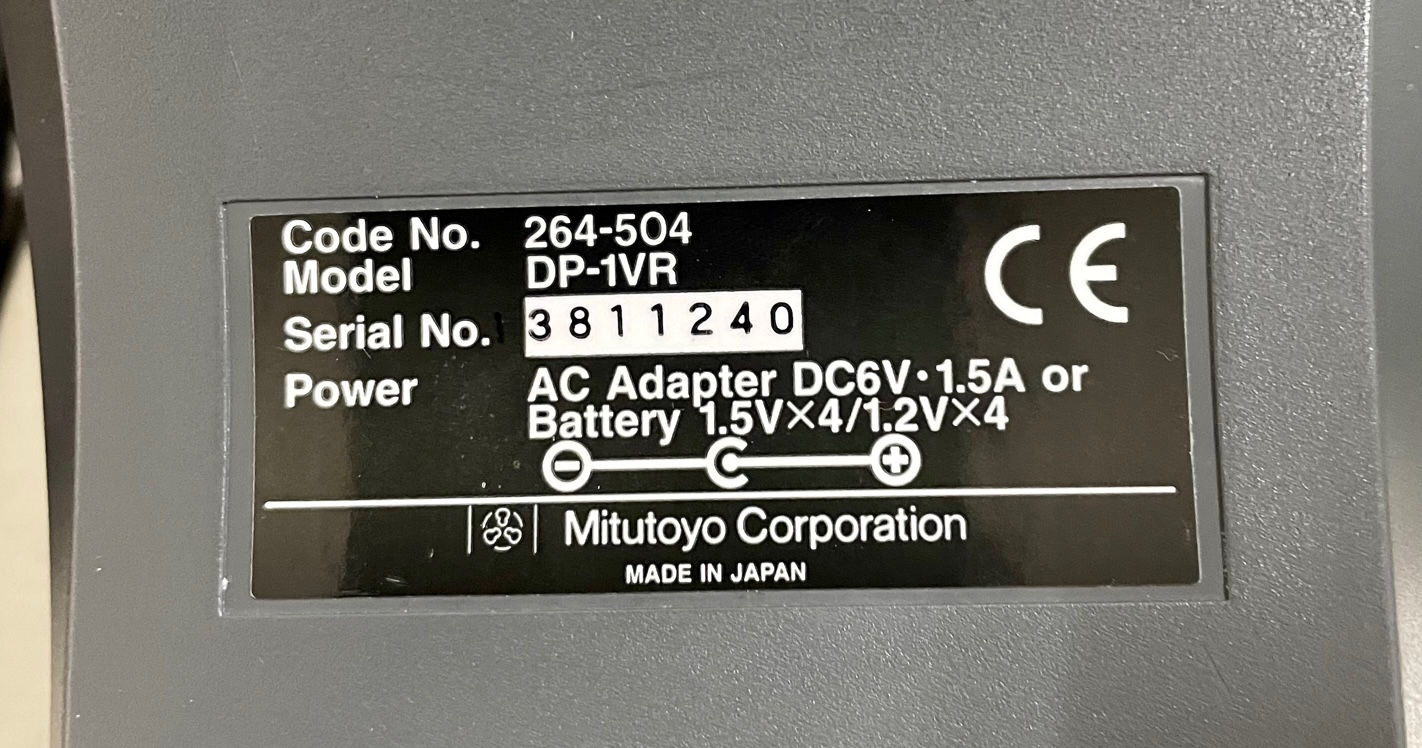 Code No. 264-504
Model DP-1VR
Serial No. 3811240
Power AC Adapter DC6V·1.5A or
Battery 1.5V×4/1.2V×4
Mitutoyo Corporation
MADE IN JAPAN
CE